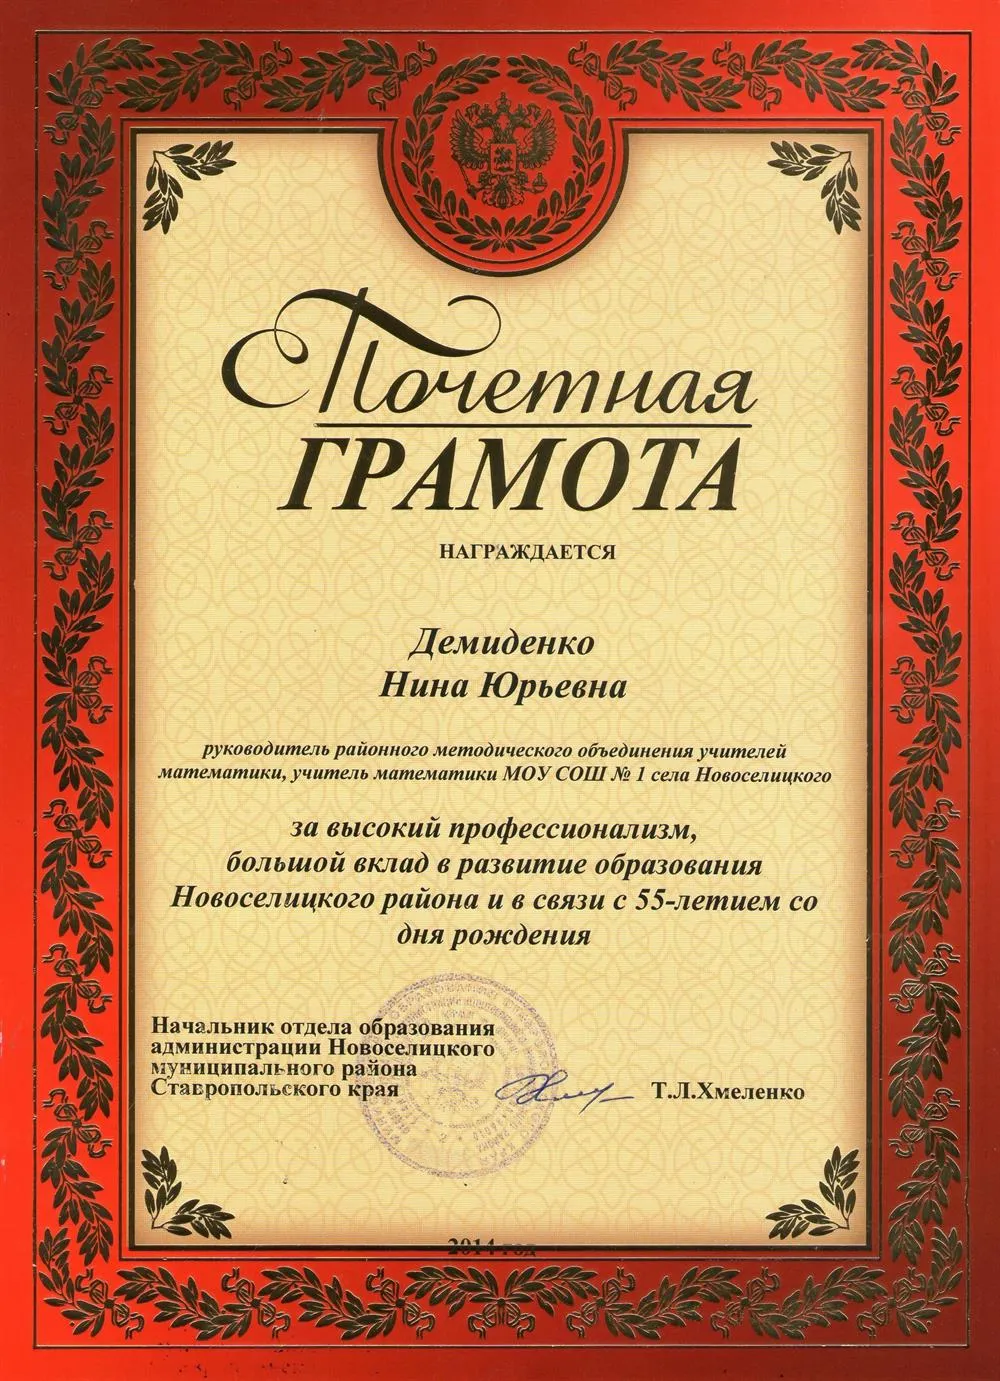 Почетная
ГРАМОТА
НАГРАЖДАЕТСЯ
Демиденко
Нина Юрьевна
руководитель районного методического объединения учителей
математики, учитель математики МОУ СОШ № 1 села Новоселицкого
за высокий профессионализм,
большой вклад в развитие образования
Новоселицкого района и в связи с 55-летием со
дня рождения
Начальник отдела образования
администрации Новоселицкого
муниципального района
Ставропольского края
Т.Л.Хмеленко
2014 год